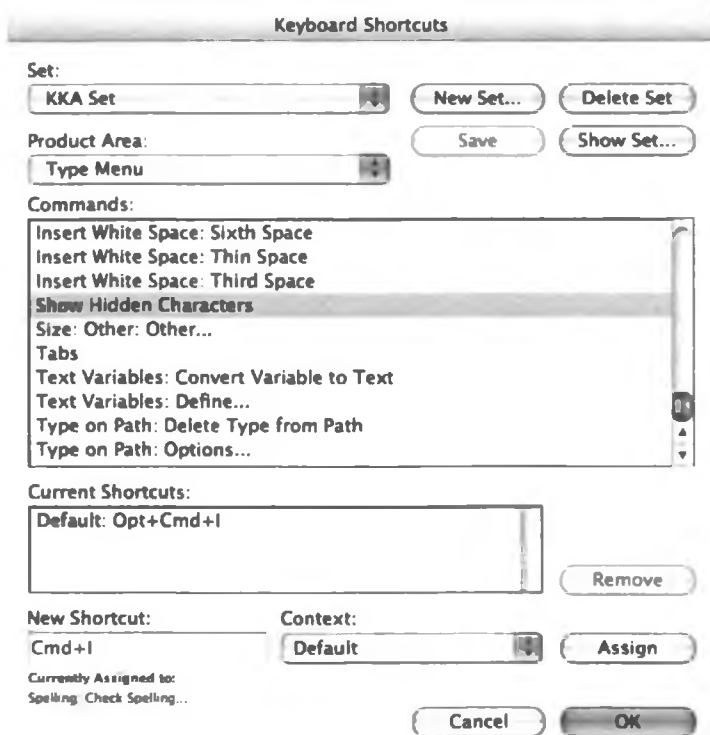 Keyboard Shortcuts
Set:
KKA Set
New Set...
Delete Set
Product Area:
Save
Show Set...
Type Menu
Commands:
Insert White Space: Sixth Space
Insert White Space: Thin Space
Insert White Space: Third Space
Show Hidden Characters
Size: Other: Other...
Tabs
Text Variables: Convert Variable to Text
Text Variables: Define...
Type on Path: Delete Type from Path
Type on Path: Options...
Current Shortcuts:
Default: Opt+Cmd+I
Remove
New Shortcut:
Context:
Cmd+I
Default
Assign
Currently Assigned to:
Spelling: Check Spelling...
Cancel
OK